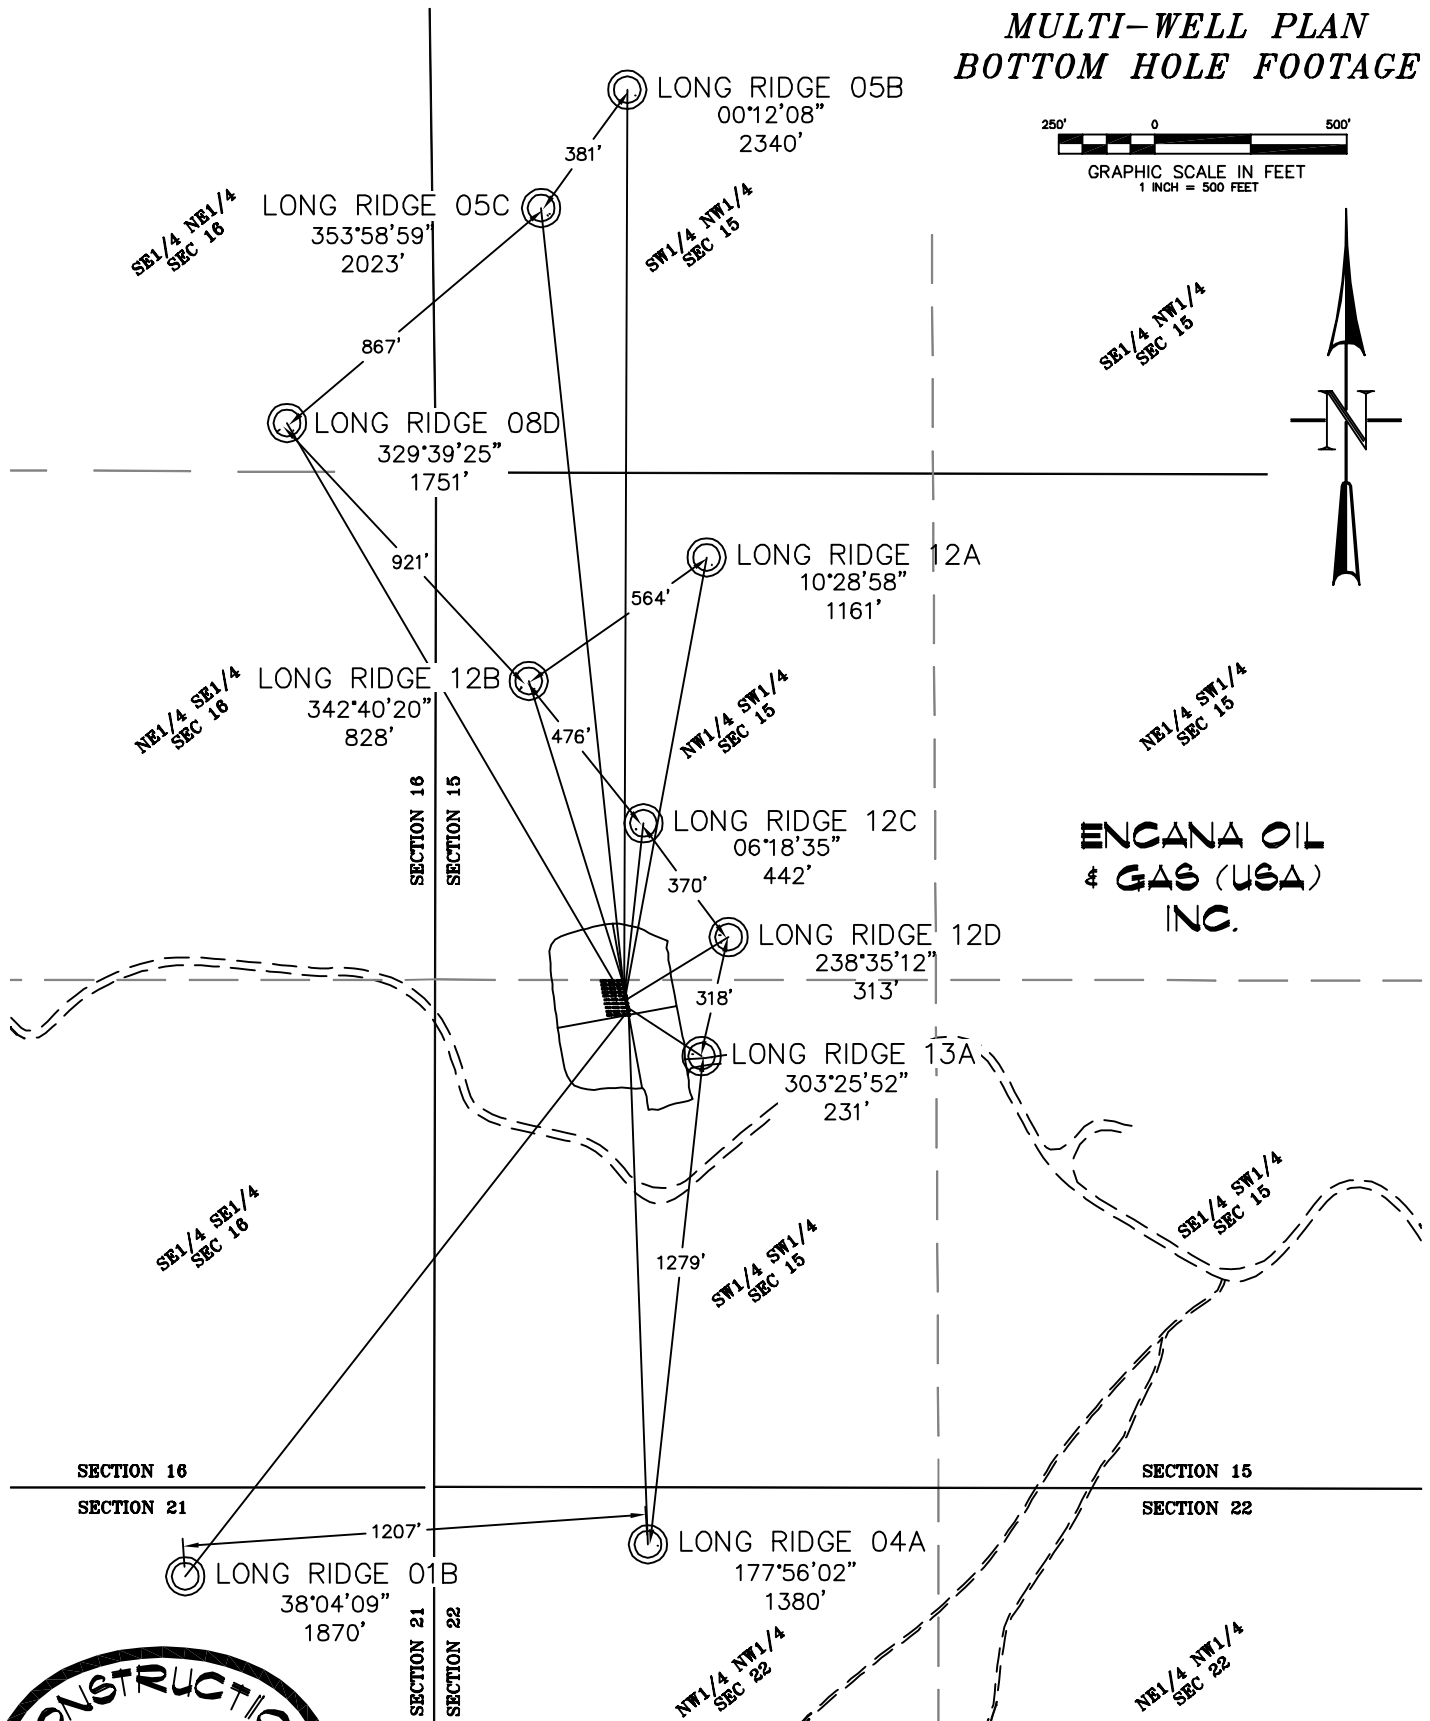 MULTI-WELL PLAN
BOTTOM HOLE FOOTAGE
250' 0 500'
GRAPHIC SCALE IN FEET
1 INCH = 500 FEET
LONG RIDGE 05B
00°12'08"
2340'
381'
LONG RIDGE 05C
353°58'59"
2023'
SE1/4 NE1/4
SEC 16
SW1/4 NW1/4
SEC 15
SE1/4 NW1/4
SEC 15
867'
N
LONG RIDGE 08D
329°39'25"
1751'
921'
LONG RIDGE 12A
10°28'58"
1161'
564'
LONG RIDGE 12B
342°40'20"
828'
NE1/4 SE1/4
SEC 16
476'
NW1/4 SW1/4
SEC 15
NE1/4 SW1/4
SEC 15
SECTION 16
SECTION 15
LONG RIDGE 12C
06°18'35"
442'
ENCANA OIL
& GAS (USA)
INC.
370'
LONG RIDGE 12D
238°35'12"
313'
318'
LONG RIDGE 13A
303°25'52"
231'
SE1/4 SE1/4
SEC 16
1279'
SW1/4 SW1/4
SEC 15
SE1/4 SW1/4
SEC 15
SECTION 16
SECTION 21
SECTION 15
SECTION 22
1207'
LONG RIDGE 04A
177°56'02"
1380'
LONG RIDGE 01B
38°04'09"
1870'
SECTION 21
SECTION 22
NW1/4 NW1/4
SEC 22
NE1/4 NW1/4
SEC 22